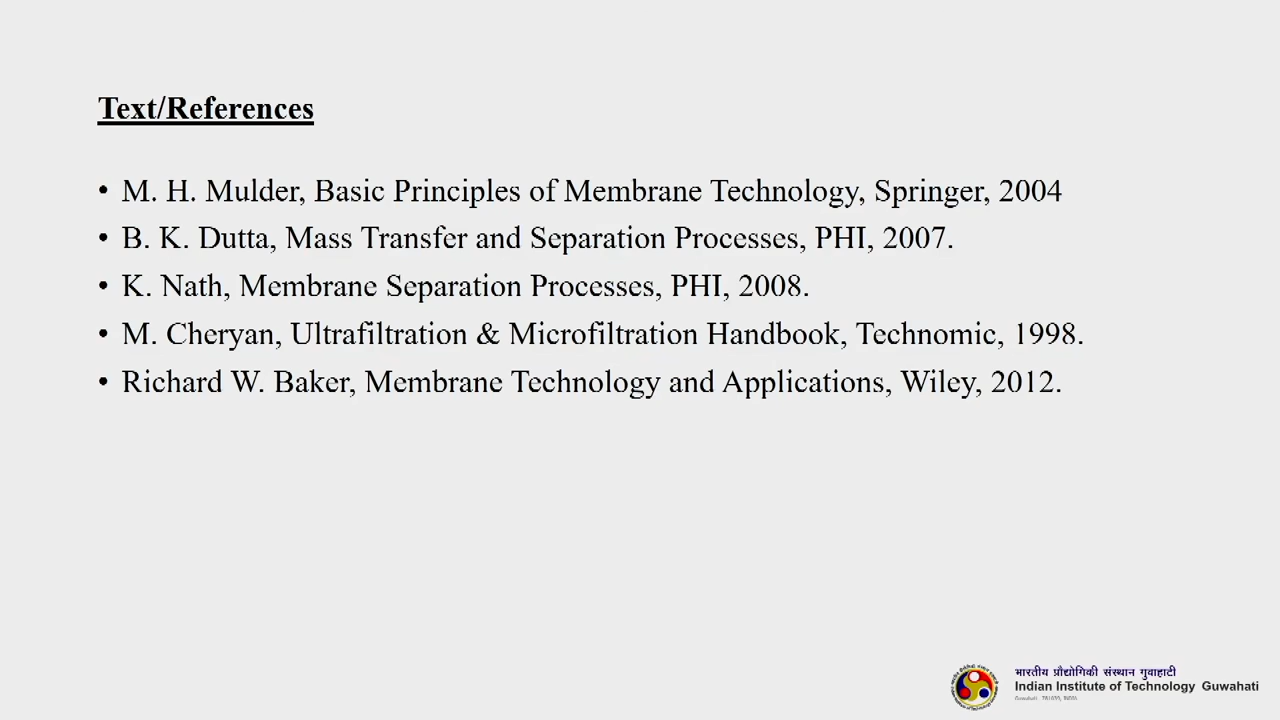 Text/References
• M. H. Mulder, Basic Principles of Membrane Technology, Springer, 2004
• B. K. Dutta, Mass Transfer and Separation Processes, PHI, 2007.
• K. Nath, Membrane Separation Processes, PHI, 2008.
• M. Cheryan, Ultrafiltration & Microfiltration Handbook, Technomic, 1998.
• Richard W. Baker, Membrane Technology and Applications, Wiley, 2012.
भारतीय प्रौद्योगिकी संस्थान गुवाहाटी
Indian Institute of Technology Guwahati